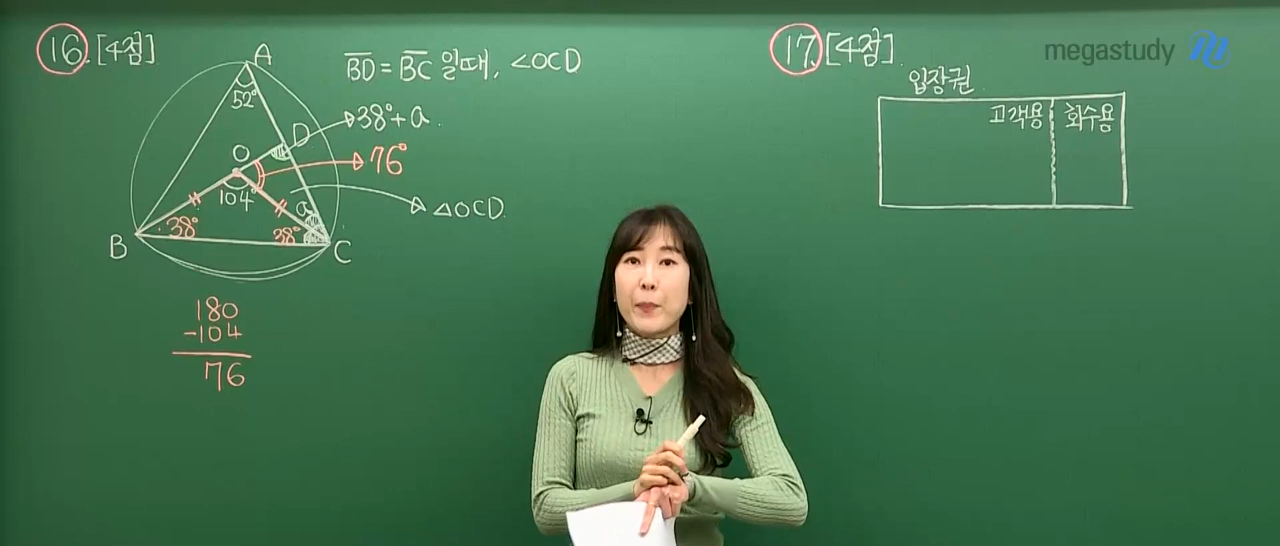 16. [4점]
A
52°
BD = BC 일때, ∠OCD
38°+a
D
O
76°
104°
a
△OCD
B
38°
38°
C
180
-104
76
17. [4점]
megastudy
입장권
고객용
회수용